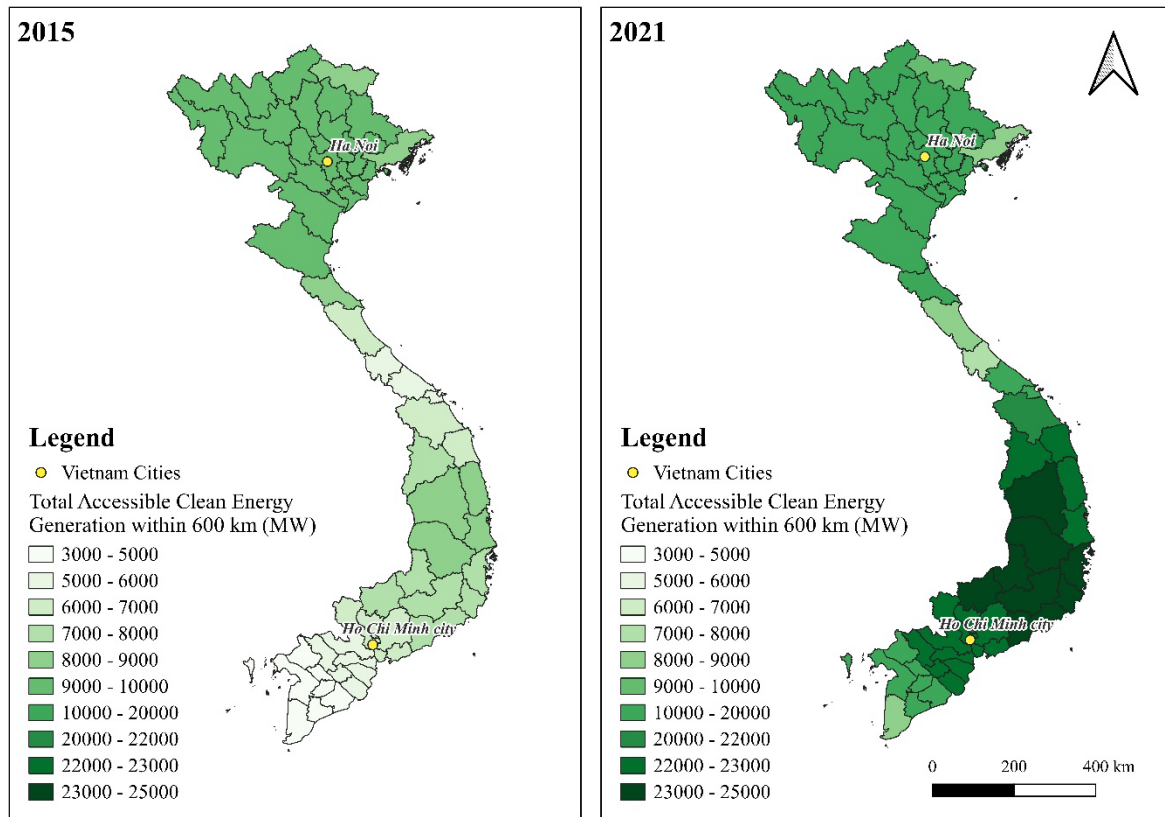 2015
Ha Noi
Ho Chi Minh city
Legend
Vietnam Cities
Total Accessible Clean Energy
Generation within 600 km (MW)
3000 - 5000
5000 - 6000
6000 - 7000
7000 - 8000
8000 - 9000
9000 - 10000
10000 - 20000
20000 - 22000
22000 - 23000
23000 - 25000
2021
Ha Noi
Ho Chi Minh city
Legend
Vietnam Cities
Total Accessible Clean Energy
Generation within 600 km (MW)
3000 - 5000
5000 - 6000
6000 - 7000
7000 - 8000
8000 - 9000
9000 - 10000
10000 - 20000
20000 - 22000
22000 - 23000
23000 - 25000
0 200 400 km